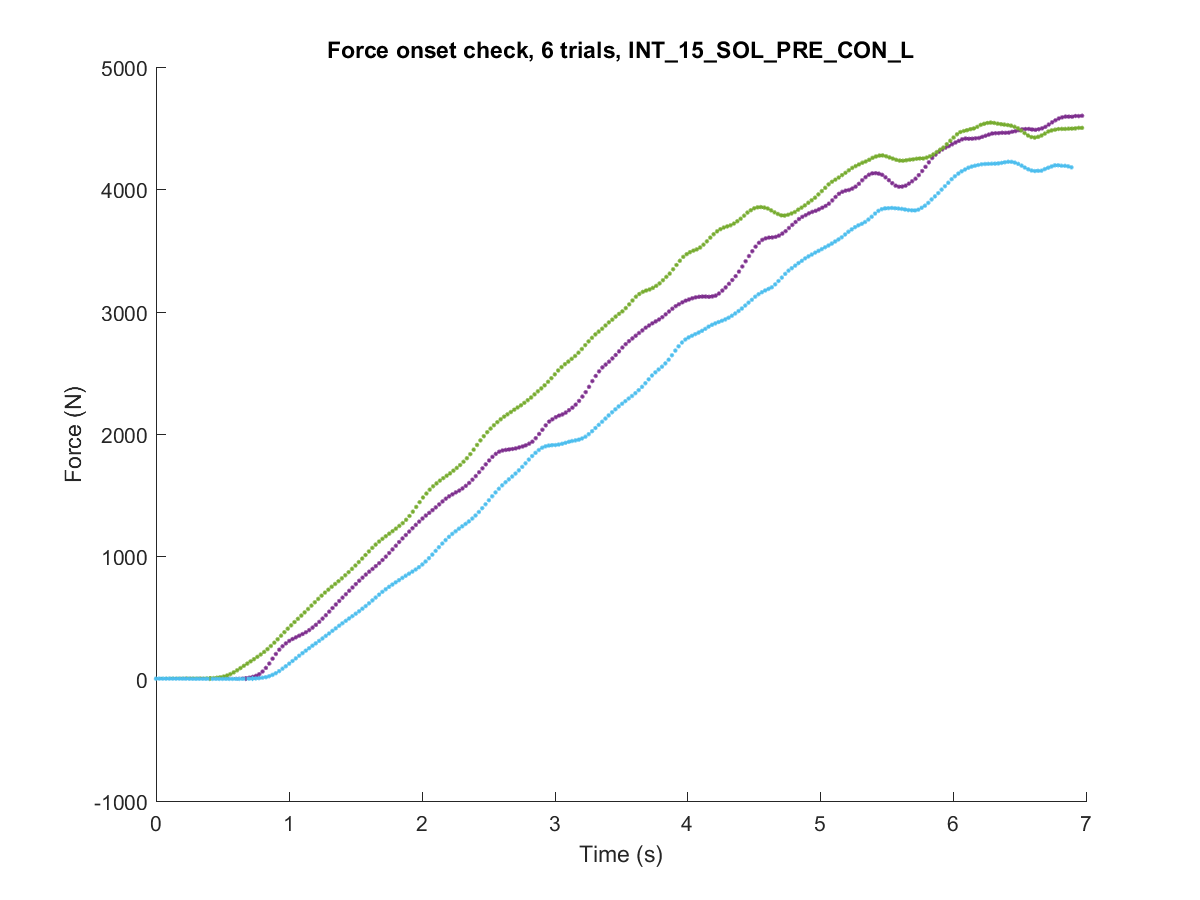 Force onset check, 6 trials, INT_15_SOL_PRE_CON_L
5000
4000
3000
2000
1000
0
-1000
Force (N)
0 1 2 3 4 5 6 7
Time (s)